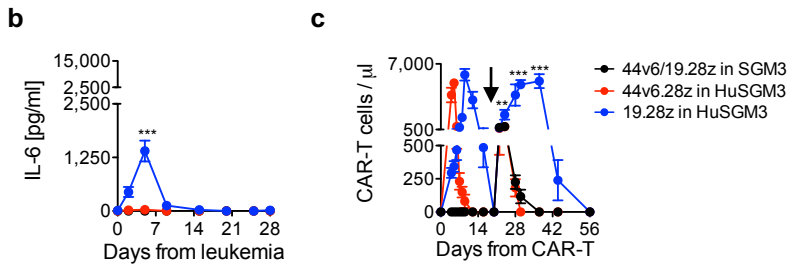 b
IL-6 [pg/ml]
15,000
2,500
2,500
1,250
0
***
0 7 14 21 28
Days from leukemia
c
CAR-T cells / µl
7,000
500
500
250
0
** *** ***
0 14 28 42 56
Days from CAR-T
44v6/19.28z in SGM3
44v6.28z in HuSGM3
19.28z in HuSGM3